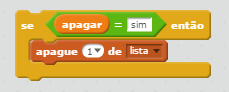 se apagar = sim então
apague 1 de lista